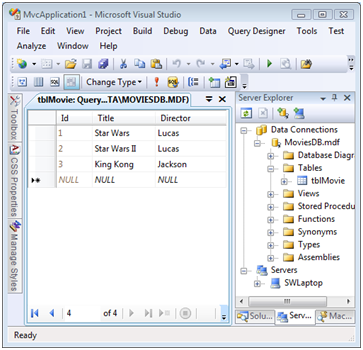 MvcApplication1 - Microsoft Visual Studio
File Edit View Project Build Debug Data Query Designer Tools Test
Analyze Window Help
SQL Change Type SQL
Toolbox
CSS Properties
Manage Styles
tblMovie: Query...TA\MOVIESDB.MDF)
Id Title Director
1 Star Wars Lucas
2 Star Wars II Lucas
3 King Kong Jackson
NULL NULL NULL
4 of 4
Server Explorer
Data Connections
MoviesDB.mdf
Database Diagr
Tables
tblMovie
Views
Stored Procedu
Functions
Synonyms
Types
Assemblies
Servers
SWLaptop
Solu... Serv... Mac...
Ready